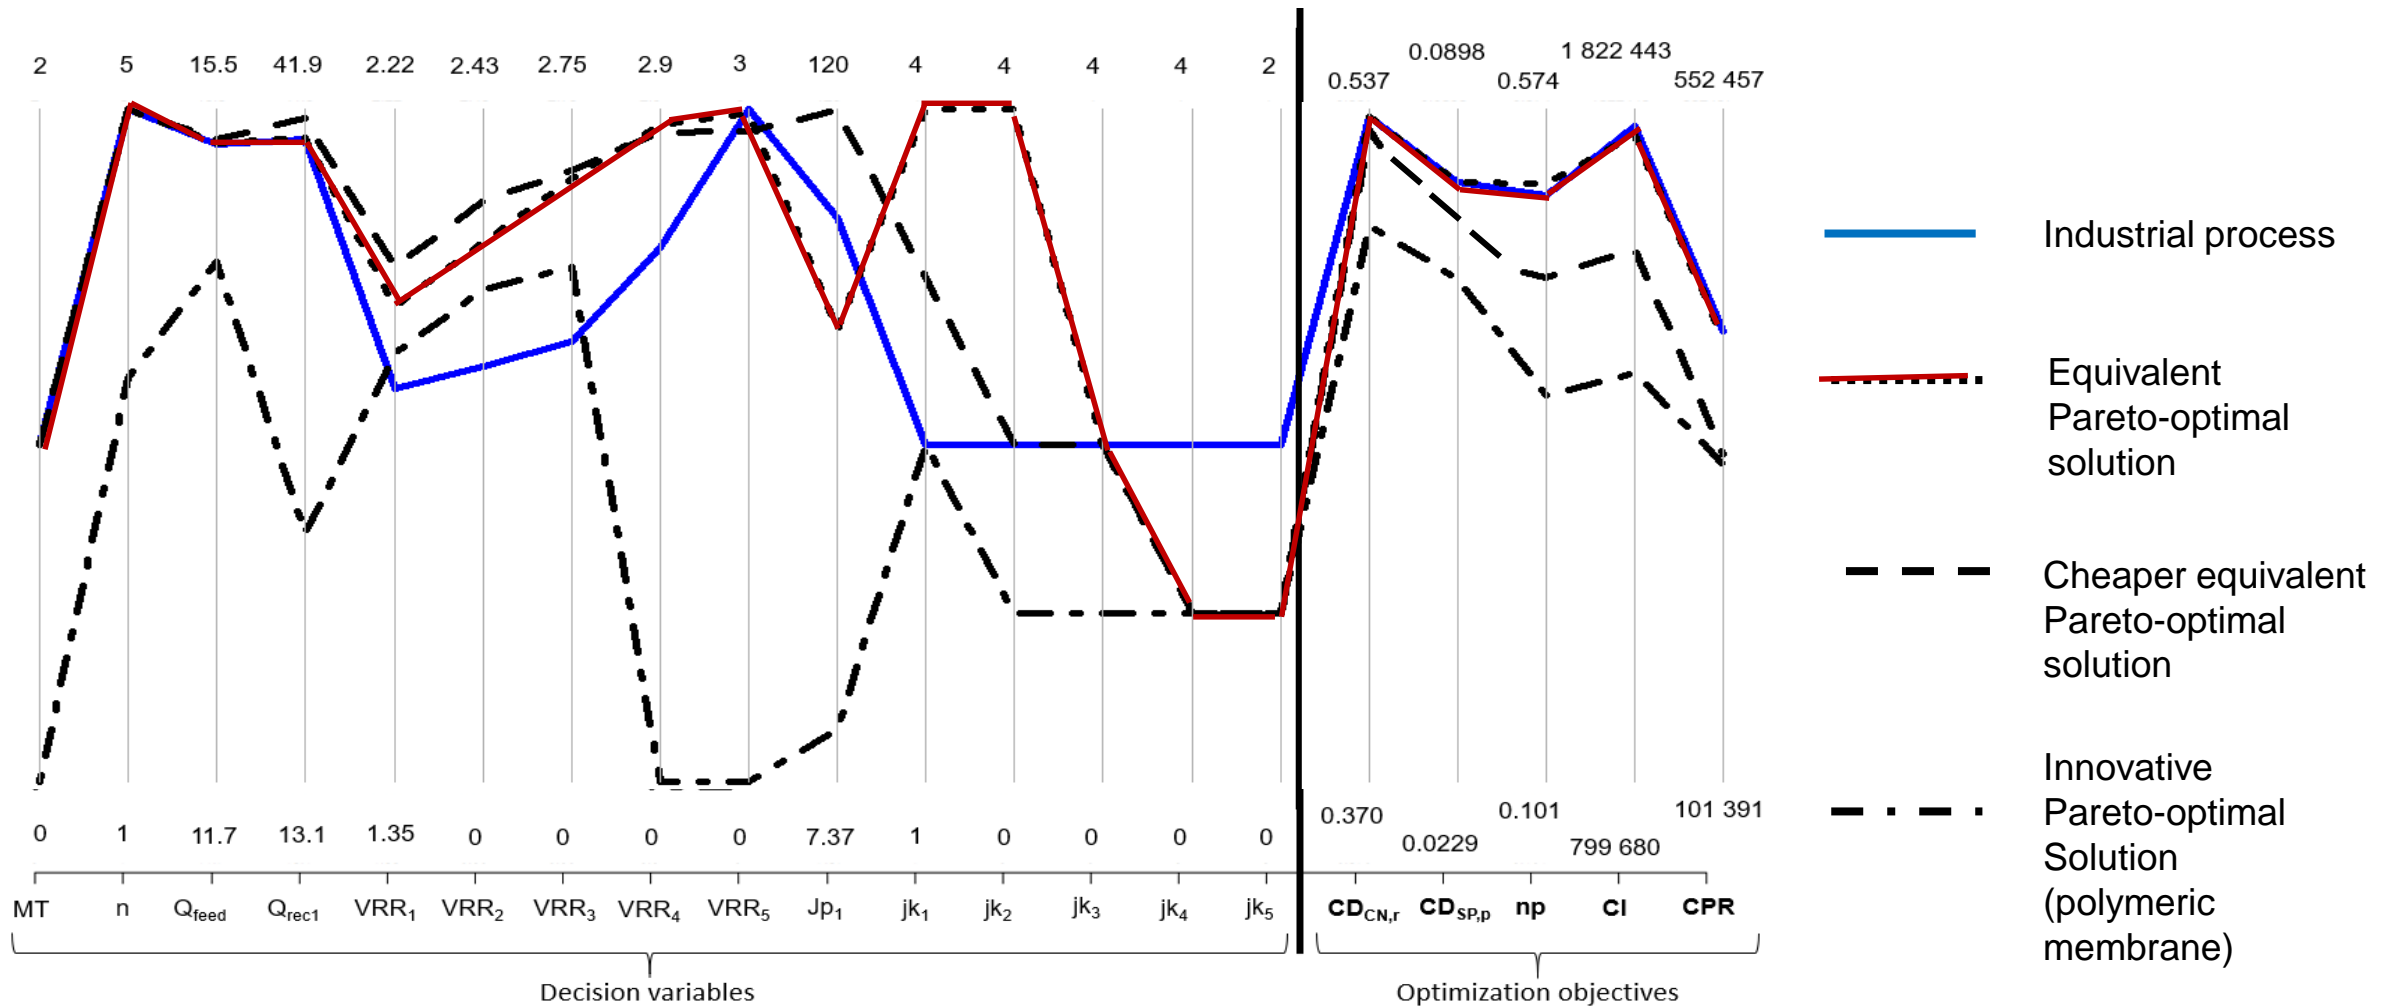 2 5 15.5 41.9 2.22 2.43 2.75 2.9 3 120 4 4 4 4 2 0.537 0.0898 0.574 1 822 443 552 457
Industrial process
Equivalent
Pareto-optimal
solution
Cheaper equivalent
Pareto-optimal
solution
Innovative
Pareto-optimal
Solution
(polymeric
membrane)
0 1 11.7 13.1 1.35 0 0 0 0 7.37 1 0 0 0 0 0.370 0.0229 0.101 799 680 101 391
MT n Qfeed Qrec1 VRR1 VRR2 VRR3 VRR4 VRR5 Jp1 jk1 jk2 jk3 jk4 jk5 CDCN,r CDSP,p np CI CPR
Decision variables Optimization objectives